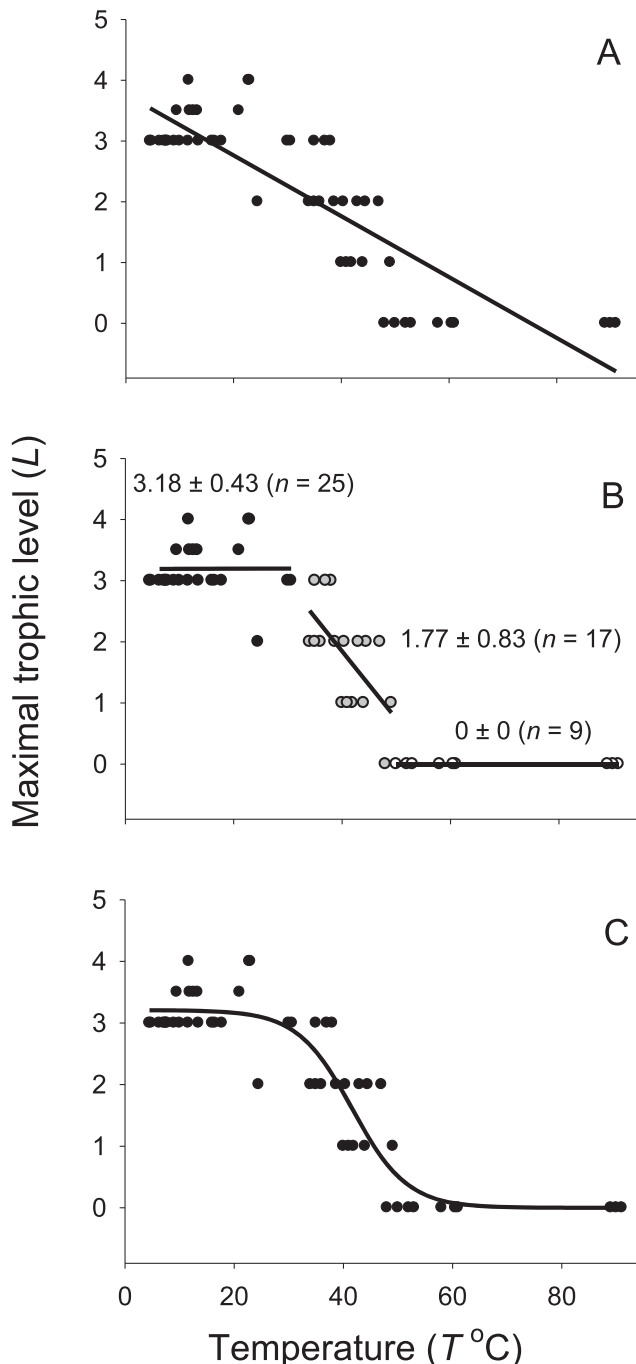 5
A
4
3
2
1
0
Maximal trophic level (L)
5
B
3.18 ± 0.43 (n = 25)
4
3
2
1.77 ± 0.83 (n = 17)
1
0 ± 0 (n = 9)
0
5
C
4
3
2
1
0
0 20 40 60 80
Temperature (T °C)